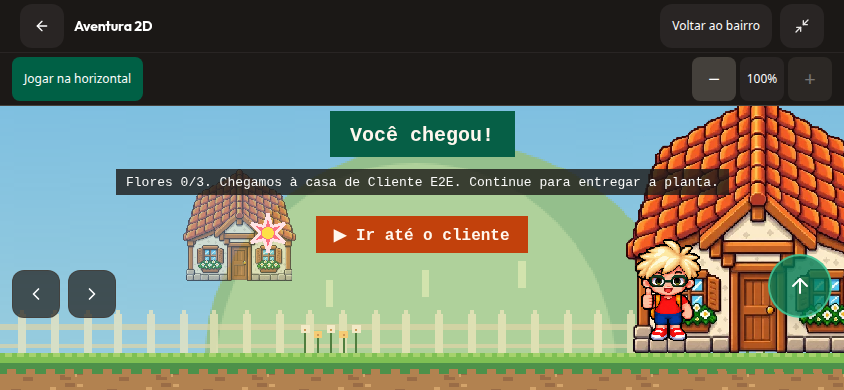 Aventura 2D
Voltar ao bairro
Jogar na horizontal
100%
Você chegou!
Flores 0/3. Chegamos à casa de Cliente E2E. Continue para entregar a planta.
▶ Ir até o cliente